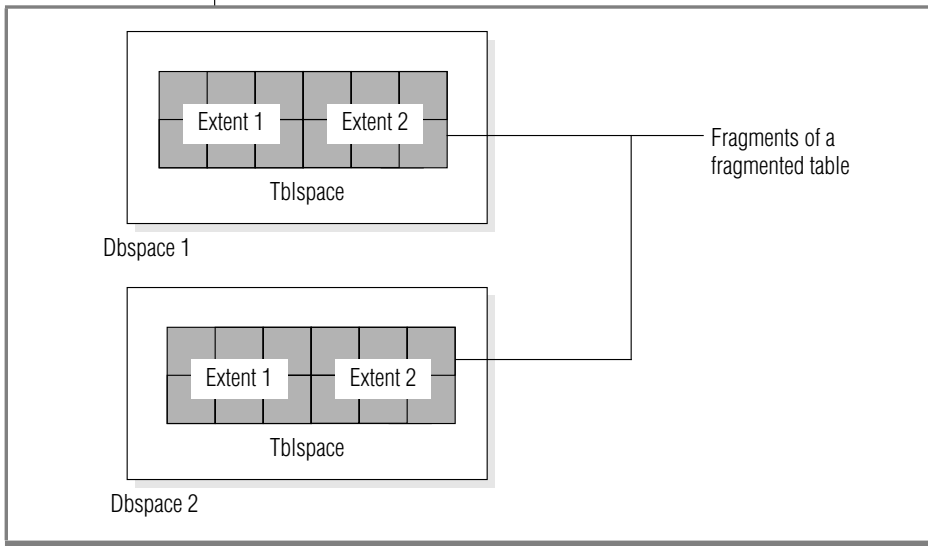 Extent 1
Extent 2
Tblspace
Dbspace 1
Fragments of a
fragmented table
Extent 1
Extent 2
Tblspace
Dbspace 2